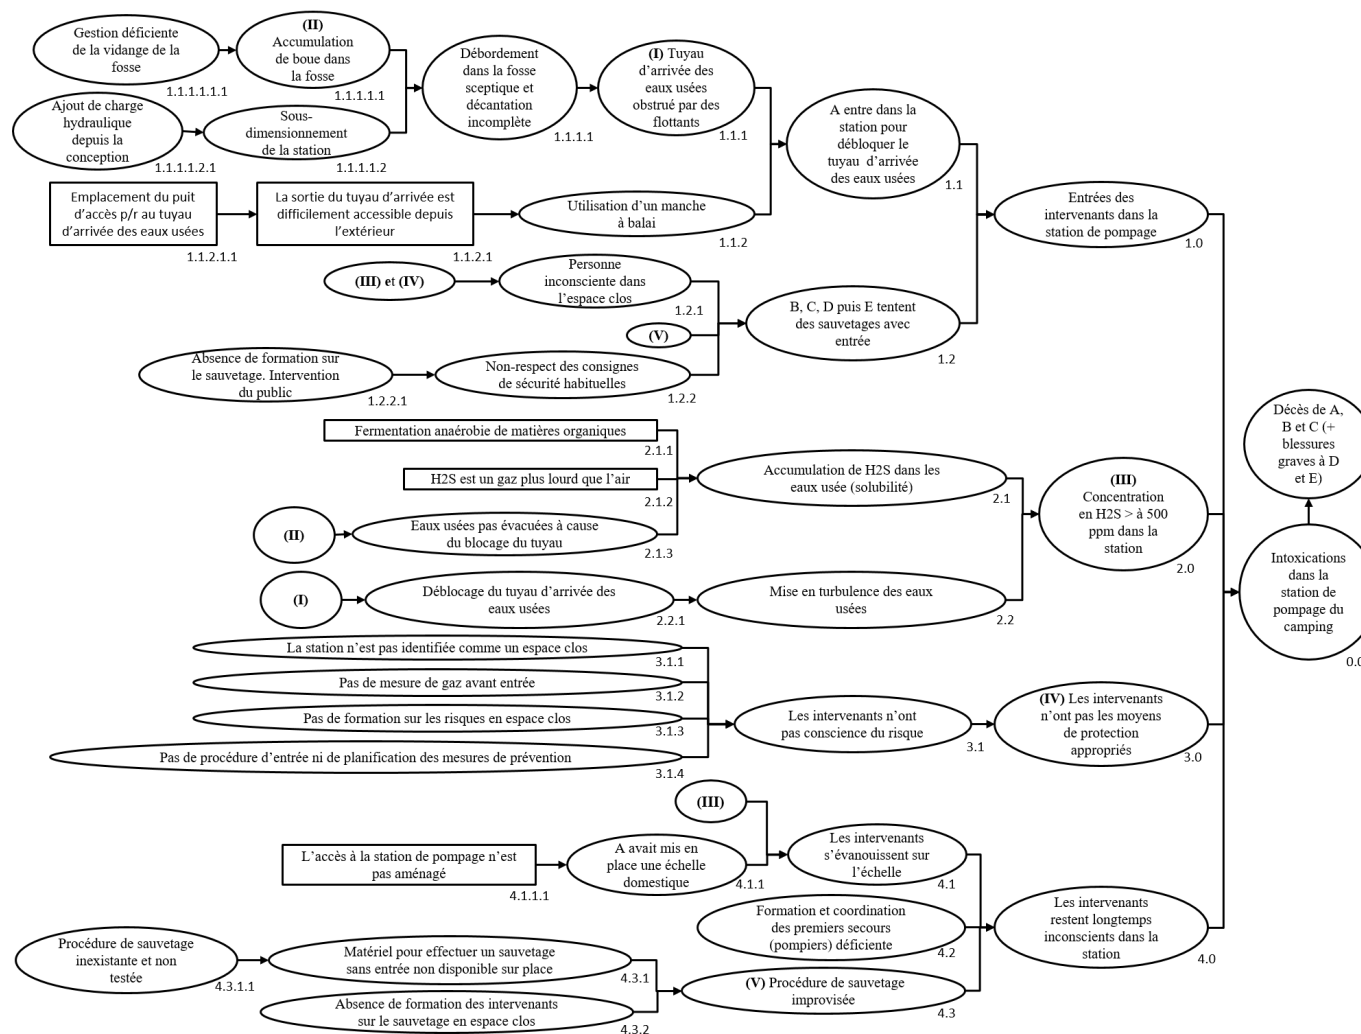 Gestion déficiente
de la vidange de la
fosse
1.1.1.1.1.1
(II)
Accumulation
de boue dans
la fosse
1.1.1.1.1
Ajout de charge
hydraulique
depuis la
conception
1.1.1.1.2.1
Sous-
dimensionnement
de la station
1.1.1.1.2
Débordement
dans la fosse
sceptique et
décantation
incomplète
1.1.1.1
(I) Tuyau
d’arrivée des
eaux usées
obstrué par des
flottants
1.1.1
Emplacement du puit
d’accès p/r au tuyau
d’arrivée des eaux usées
1.1.2.1.1
La sortie du tuyau d’arrivée est
difficilement accessible depuis
l’extérieur
1.1.2.1
Utilisation d’un manche
à balai
1.1.2
A entre dans la
station pour
débloquer le
tuyau d’arrivée
des eaux usées
1.1
(III) et (IV)
Personne
inconsciente dans
l’espace clos
1.2.1
(V)
Absence de formation sur
le sauvetage. Intervention
du public
1.2.2.1
Non-respect des consignes
de sécurité habituelles
1.2.2
B, C, D puis E tentent
des sauvetages avec
entrée
1.2
Entrées des
intervenants dans la
station de pompage
1.0
Fermentation anaérobie de matières organiques
2.1.1
H2S est un gaz plus lourd que l’air
2.1.2
(II)
Eaux usées pas évacuées à cause
du blocage du tuyau
2.1.3
Accumulation de H2S dans les
eaux usée (solubilité)
2.1
(I)
Déblocage du tuyau d’arrivée des
eaux usées
2.2.1
Mise en turbulence des eaux
usées
2.2
(III)
Concentration
en H2S > à 500
ppm dans la
station
2.0
La station n’est pas identifiée comme un espace clos
3.1.1
Pas de mesure de gaz avant entrée
3.1.2
Pas de formation sur les risques en espace clos
3.1.3
Pas de procédure d’entrée ni de planification des mesures de prévention
3.1.4
Les intervenants n’ont
pas conscience du risque
3.1
(IV) Les intervenants
n’ont pas les moyens
de protection
appropriés
3.0
(III)
L’accès à la station de pompage n’est
pas aménagé
4.1.1.1
A avait mis en
place une échelle
domestique
4.1.1
Les intervenants
s’évanouissent sur
l’échelle
4.1
Formation et coordination
des premiers secours
(pompiers) déficiente
4.2
Procédure de sauvetage
inexistante et non
testée
4.3.1.1
Matériel pour effectuer un sauvetage
sans entrée non disponible sur place
4.3.1
Absence de formation des intervenants
sur le sauvetage en espace clos
4.3.2
(V) Procédure de sauvetage
improvisée
4.3
Les intervenants
restent longtemps
inconscients dans la
station
4.0
Décès de A,
B et C (+
blessures
graves à D
et E)
Intoxications
dans la
station de
pompage du
camping
0.0